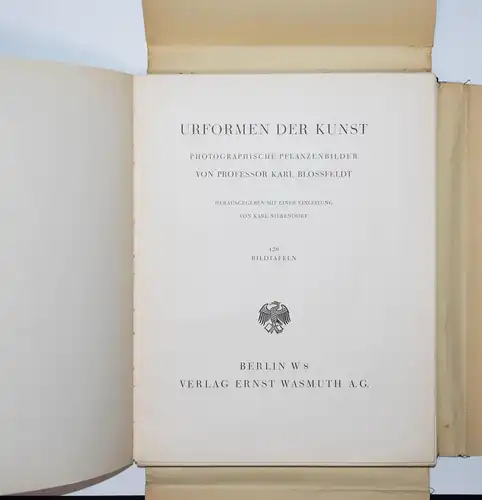 URFORMEN DER KUNST
PHOTOGRAPHISCHE PFLANZENBILDER
VON PROFESSOR KARL BLOSSFELDT
HERAUSGEGEBEN MIT EINER EINLEITUNG
VON KARL NIERENDORF
120
BILDTAFELN
BERLIN W8
VERLAG ERNST WASMUTH A.G.